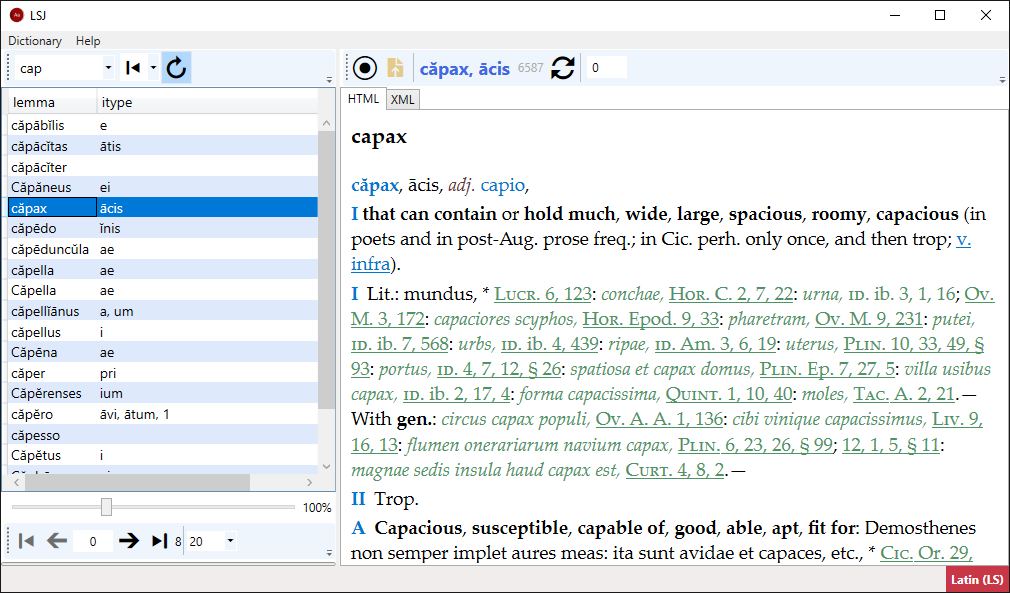 LSJ
Dictionary Help
cap
lemma itype
căpābĭlis e
căpācĭtas ātis
căpācĭter
Căpăneus ei
căpax ācis
căpēdo ĭnis
căpēduncŭla ae
căpella ae
Căpella ae
căpellĭānus a, um
căpellus i
Căpēna ae
căper pri
Căpĕrenses ium
căpĕro āvi, ātum, 1
căpesso
Căpĕtus i
100%
0 8 20
căpax, ācis 6587 0
HTML XML
capax
căpax, ācis, adj. capio,
I that can contain or hold much, wide, large, spacious, roomy, capacious (in
poets and in post-Aug. prose freq.; in Cic. perh. only once, and then trop; v.
infra).
I Lit.: mundus, * Lucr. 6, 123: conchae, Hor. C. 2, 7, 22: urna, id. ib. 3, 1, 16; Ov.
M. 3, 172: capaciores scyphos, Hor. Epod. 9, 33: pharetram, Ov. M. 9, 231: putei,
id. ib. 7, 568: urbs, id. ib. 4, 439: ripae, id. Am. 3, 6, 19: uterus, Plin. 10, 33, 49, §
93: portus, id. 4, 7, 12, § 26: spatiosa et capax domus, Plin. Ep. 7, 27, 5: villa usibus
capax, id. ib. 2, 17, 4: forma capacissima, Quint. 1, 10, 40: moles, Tac. A. 2, 21.—
With gen.: circus capax populi, Ov. A. A. 1, 136: cibi vinique capacissimus, Liv. 9,
16, 13: flumen onerariarum navium capax, Plin. 6, 23, 26, § 99; 12, 1, 5, § 11:
magnae sedis insula haud capax est, Curt. 4, 8, 2.—
II Trop.
A Capacious, susceptible, capable of, good, able, apt, fit for: Demosthenes
non semper implet aures meas: ita sunt avidae et capaces, etc., * Cic. Or. 29,
Latin (LS)